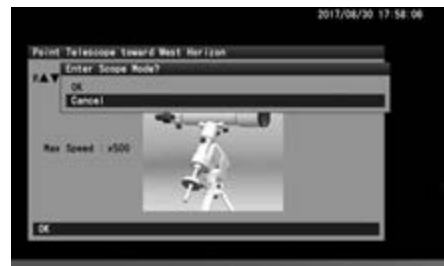 2017/08/30 17:58:06
Point Telescope toward West Horizon
Enter Scope Mode?
OK
Cancel
Max Speed : x500
OK